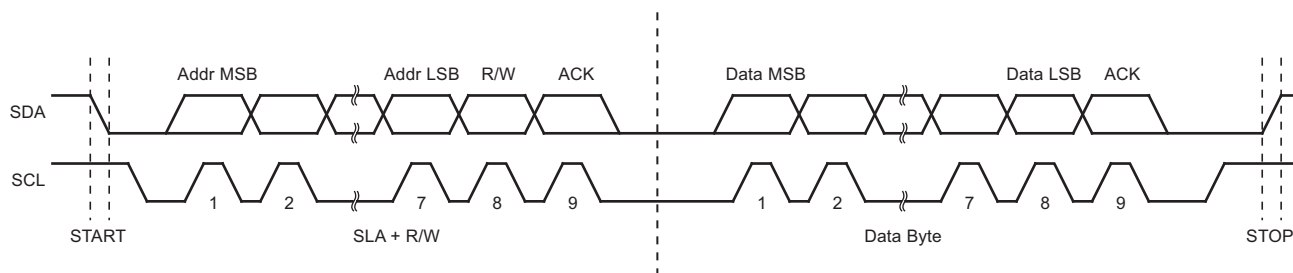 Addr MSB Addr LSB R/W ACK Data MSB Data LSB ACK
SDA
SCL
1 2 7 8 9 1 2 7 8 9
START SLA + R/W Data Byte STOP